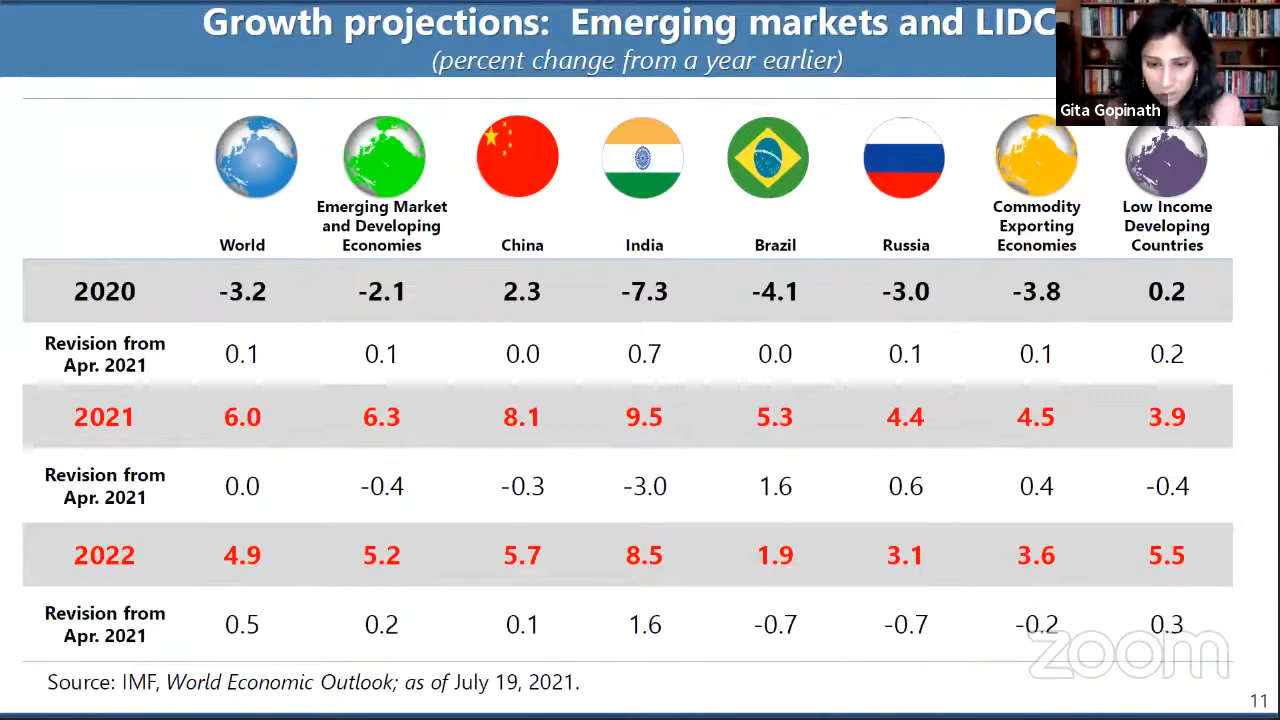 Growth projections: Emerging markets and LIDC
(percent change from a year earlier)
Gita Gopinath
World
Emerging Market
and Developing
Economies
China
India
Brazil
Russia
Commodity
Exporting
Economies
Low Income
Developing
Countries
2020 -3.2 -2.1 2.3 -7.3 -4.1 -3.0 -3.8 0.2
Revision from
Apr. 2021
0.1 0.1 0.0 0.7 0.0 0.1 0.1 0.2
2021 6.0 6.3 8.1 9.5 5.3 4.4 4.5 3.9
Revision from
Apr. 2021
0.0 -0.4 -0.3 -3.0 1.6 0.6 0.4 -0.4
2022 4.9 5.2 5.7 8.5 1.9 3.1 3.6 5.5
Revision from
Apr. 2021
0.5 0.2 0.1 1.6 -0.7 -0.7 -0.2 0.3
zoom
Source: IMF, World Economic Outlook; as of July 19, 2021.
11